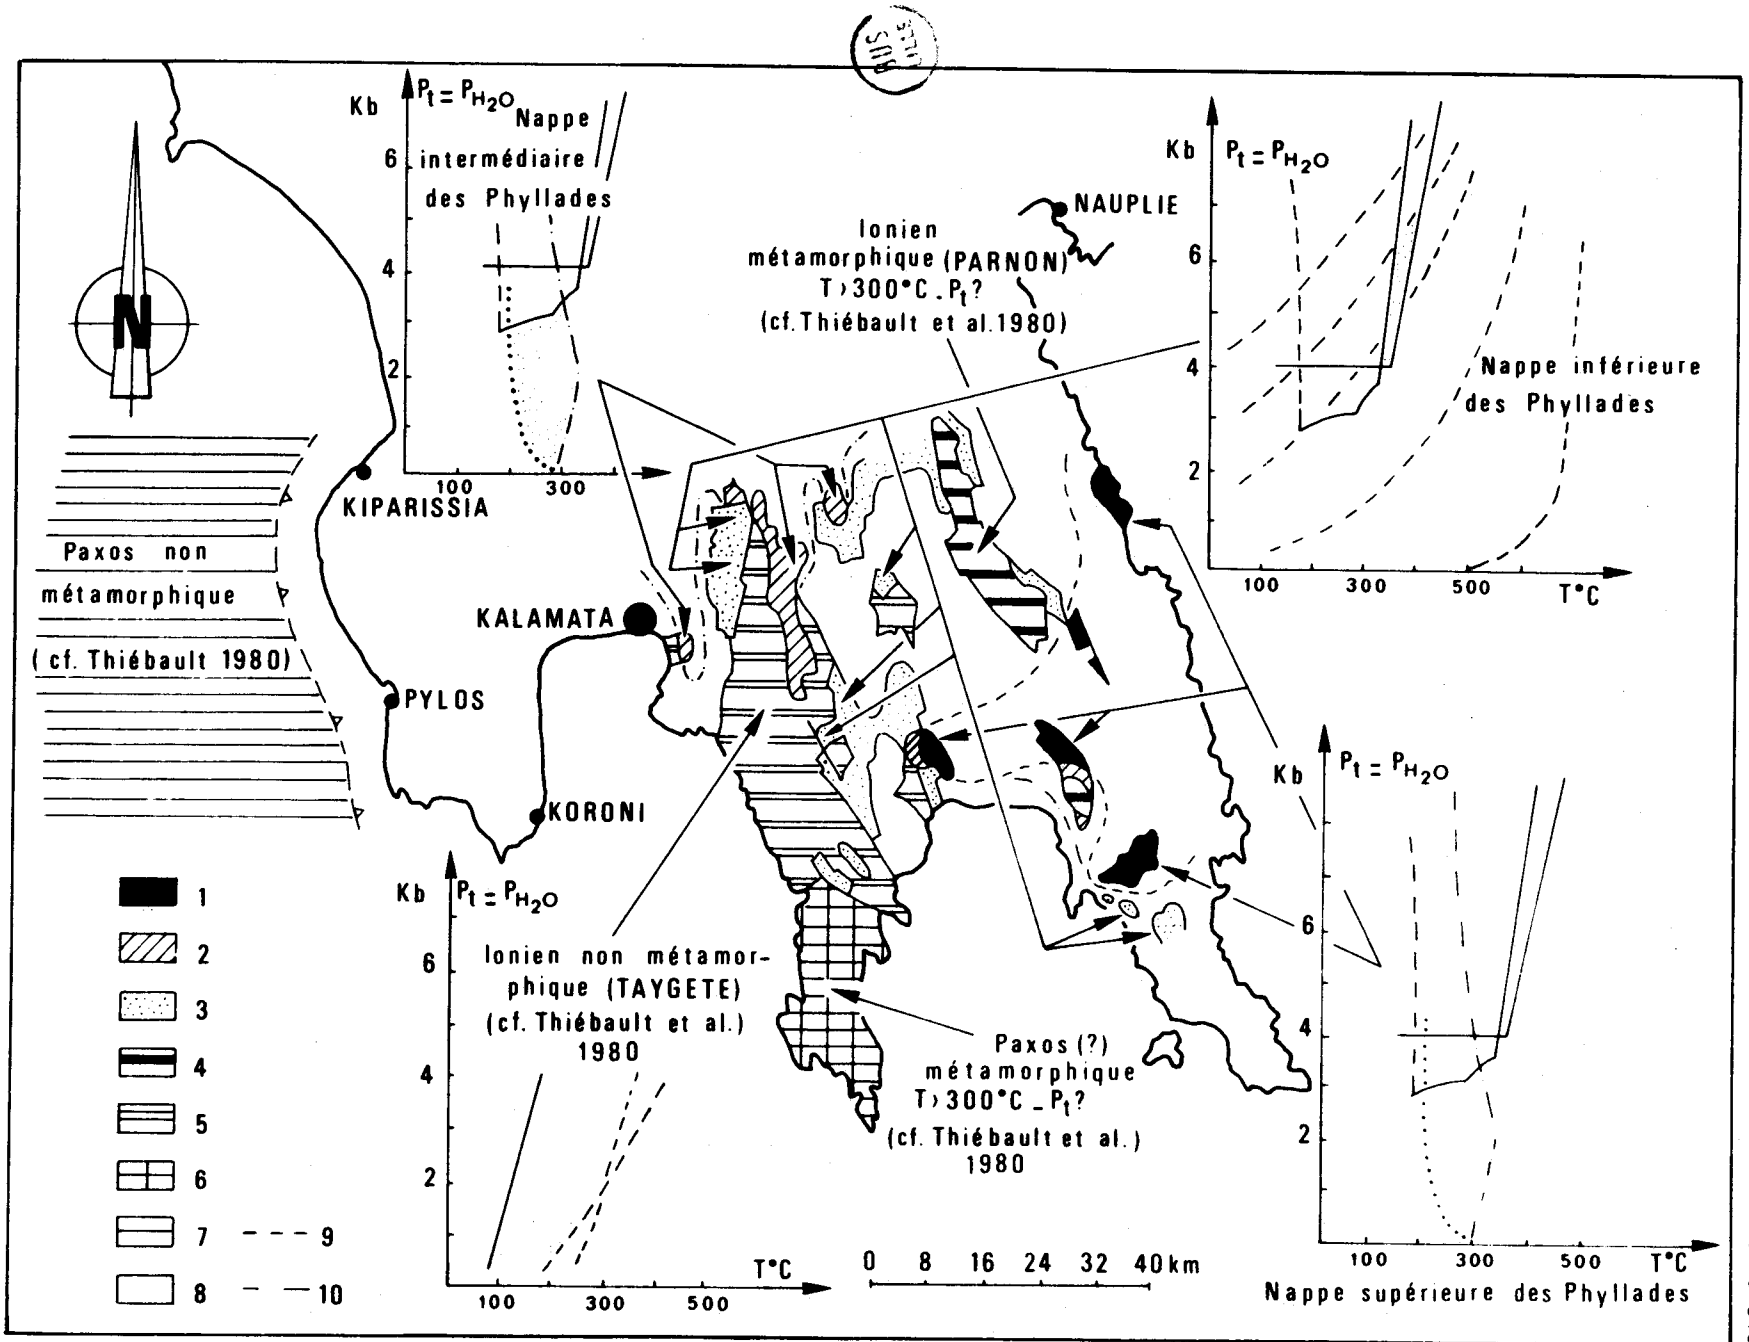 Kb
Pt = PH2O
Nappe
intermédiaire
des Phyllades
6
4
2
100 300
N
Kb
Pt = PH2O
6
4
2
100 300 500 T°C
Nappe inférieure
des Phyllades
NAUPLIE
Ionien
métamorphique (PARNON)
T>300°C - Pt?
(cf. Thiébault et al. 1980)
KIPARISSIA
Paxos non
métamorphique
(cf. Thiébault 1980)
KALAMATA
PYLOS
KORONI
1
2
3
4
5
6
7
8
9
10
Kb
Pt = PH2O
6
4
2
100 300 500
T°C
Ionien non métamor-
phique (TAYGETE)
(cf. Thiébault et al.)
1980
Paxos (?)
métamorphique
T>300°C - Pt?
(cf. Thiébault et al.)
1980
0 8 16 24 32 40 km
Kb
Pt = PH2O
6
4
2
100 300 500 T°C
Nappe supérieure des Phyllades